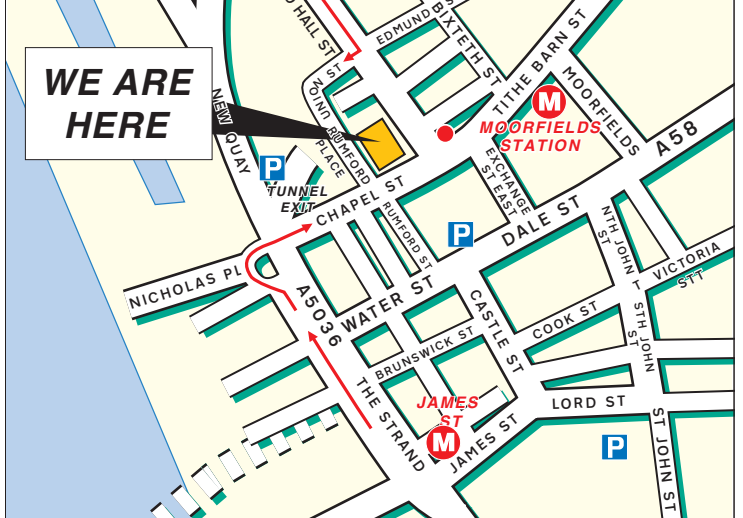 D HALL ST
EDMUND
BIXTETH ST
TITHE BARN ST
N ST
UNION
WE ARE
HERE
NEW QUAY
RUMFORD
PLACE
M
MOORFIELDS
STATION
MOORFIELDS
A58
P
TUNNEL
EXIT
CHAPEL ST
EXCHANGE
ST EAST
RUMFORD ST
P
DALE ST
NTH JOHN
ST
T
VICTORIA
STT
NICHOLAS PL
A5036
WATER ST
CASTLE ST
COOK ST
STH JOHN
ST
BRUNSWICK ST
THE STRAND
JAMES
ST
M
JAMES ST
LORD ST
P
ST JOHN ST